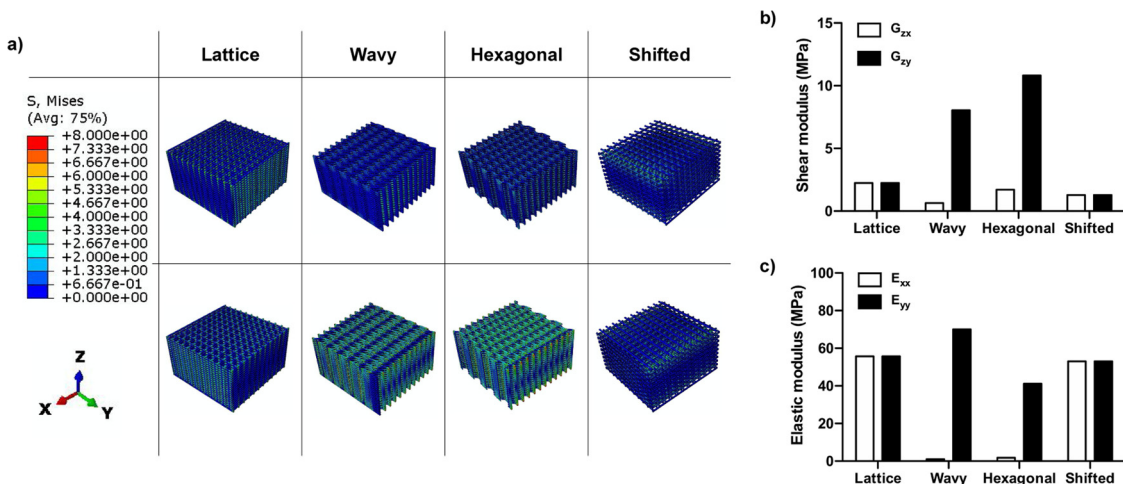 a)
Lattice Wavy Hexagonal Shifted
S, Mises
(Avg: 75%)
+8.000e+00
+7.333e+00
+6.667e+00
+6.000e+00
+5.333e+00
+4.667e+00
+4.000e+00
+3.333e+00
+2.667e+00
+2.000e+00
+1.333e+00
+6.667e-01
+0.000e+00
Z
X
Y
b)
Shear modulus (MPa)
15
10
5
0
Gzx
Gzy
Lattice Wavy Hexagonal Shifted
c)
Elastic modulus (MPa)
100
80
60
40
20
0
Exx
Eyy
Lattice Wavy Hexagonal Shifted